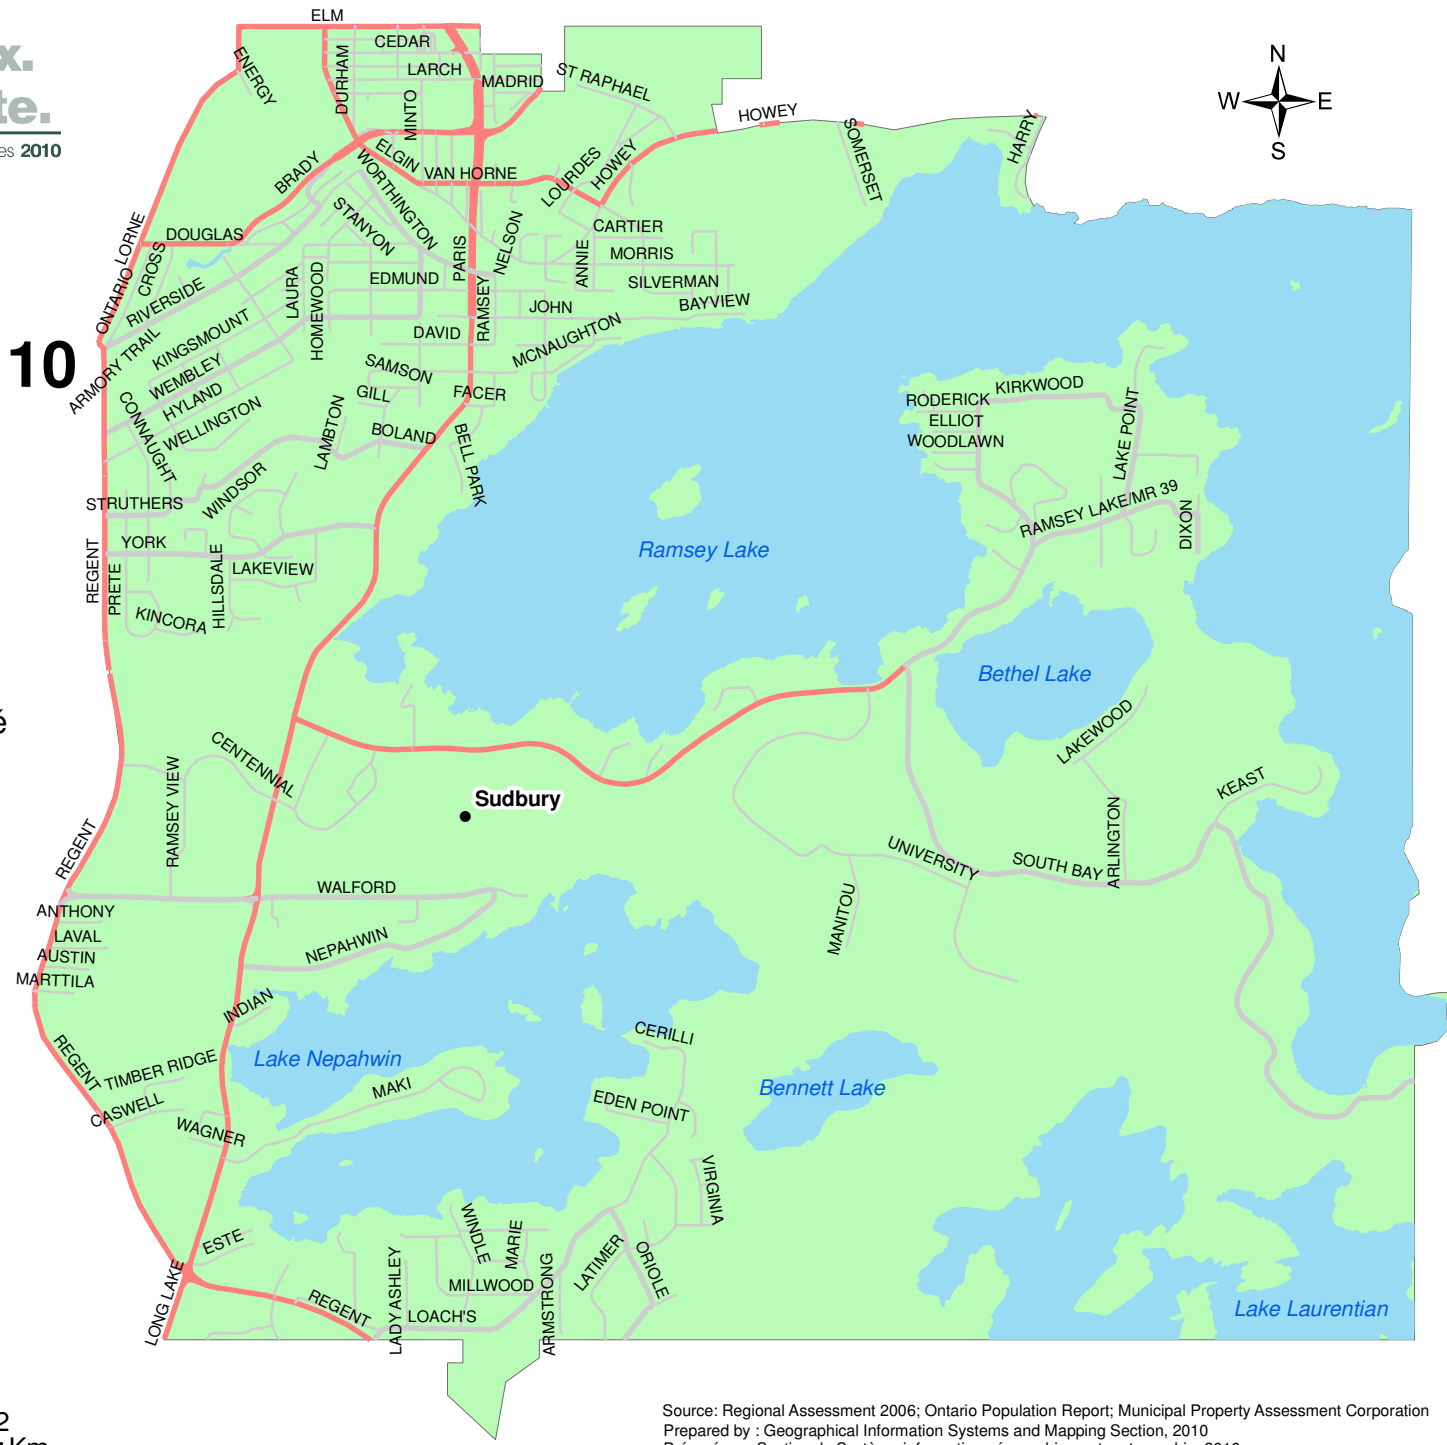 ELM
x.
CEDAR
ENERGY
DURHAM
LARCH
MADRID
ST RAPHAEL
N
W E
S
te.
MINTO
HOWEY
SOMERSET
HARRY
es 2010
BRADY
ELGIN
WORTHINGTON
VAN HORNE
LOURDES
HOWEY
STANYON
DOUGLAS
ONTARIO LORNE
CROSS
PARIS
NELSON
CARTIER
ANNIE
MORRIS
RIVERSIDE
LAURA
HOMEWOOD
EDMUND
RAMSEY
SILVERMAN
BAYVIEW
JOHN
KINGSMOUNT
DAVID
MCNAUGHTON
ARMORY TRAIL
10
WEMBLEY
SAMSON
HYLAND
GILL
FACER
CONNAUGHT
WELLINGTON
LAMBTON
BOLAND
BELL PARK
KIRKWOOD
RODERICK
ELLIOT
WOODLAWN
LAKE POINT
STRUTHERS
WINDSOR
RAMSEY LAKE/MR 39
DIXON
YORK
REGENT
PRETE
HILLSDALE
LAKEVIEW
Ramsey Lake
KINCORA
Bethel Lake
é
LAKEWOOD
CENTENNIAL
RAMSEY VIEW
Sudbury
KEAST
REGENT
UNIVERSITY
SOUTH BAY
ARLINGTON
WALFORD
MANITOU
ANTHONY
LAVAL
AUSTIN
NEPAHWIN
MARTTILA
INDIAN
REGENT
TIMBER RIDGE
Lake Nepahwin
CERILLI
MAKI
Bennett Lake
CASWELL
WAGNER
EDEN POINT
VIRGINIA
ESTE
WINDLE
MARIE
LATIMER
ORIOLE
LONG LAKE
REGENT
LADY ASHLEY
MILLWOOD
LOACH'S
ARMSTRONG
Lake Laurentian
2
Km
Source: Regional Assessment 2006; Ontario Population Report; Municipal Property Assessment Corporation
Prepared by : Geographical Information Systems and Mapping Section, 2010